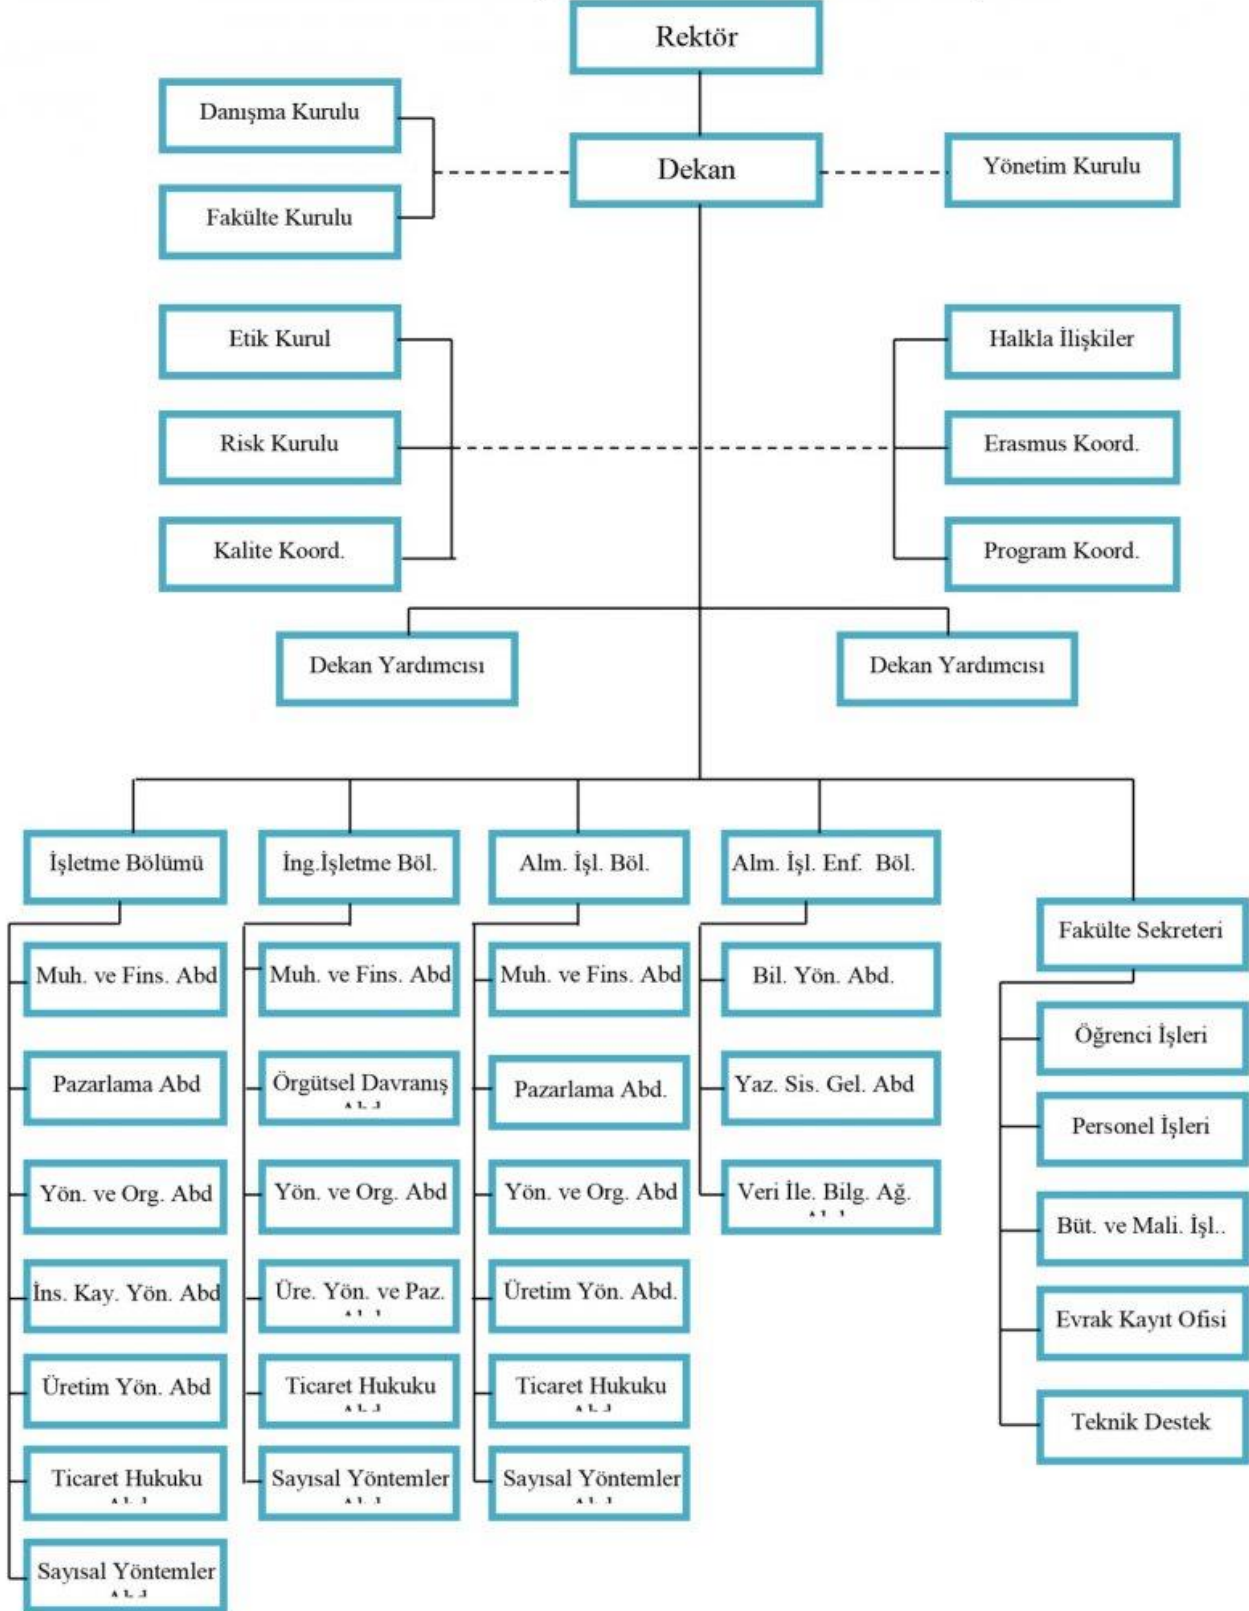 Rektör
Danışma Kurulu
Dekan
Yönetim Kurulu
Fakülte Kurulu
Etik Kurul
Halkla İlişkiler
Risk Kurulu
Erasmus Koord.
Kalite Koord.
Program Koord.
Dekan Yardımcısı
Dekan Yardımcısı
İşletme Bölümü
Muh. ve Fins. Abd
Pazarlama Abd
Yön. ve Org. Abd
İns. Kay. Yön. Abd
Üretim Yön. Abd
Ticaret Hukuku
Sayısal Yöntemler
İng.İşletme Böl.
Muh. ve Fins. Abd
Örgütsel Davranış
Yön. ve Org. Abd
Üre. Yön. ve Paz.
Ticaret Hukuku
Sayısal Yöntemler
Alm. İşl. Böl.
Muh. ve Fins. Abd
Pazarlama Abd.
Yön. ve Org. Abd
Üretim Yön. Abd.
Ticaret Hukuku
Sayısal Yöntemler
Alm. İşl. Enf. Böl.
Bil. Yön. Abd.
Yaz. Sis. Gel. Abd
Veri İle. Bilg. Ağ.
Fakülte Sekreteri
Öğrenci İşleri
Personel İşleri
Büt. ve Mali. İşl..
Evrak Kayıt Ofisi
Teknik Destek